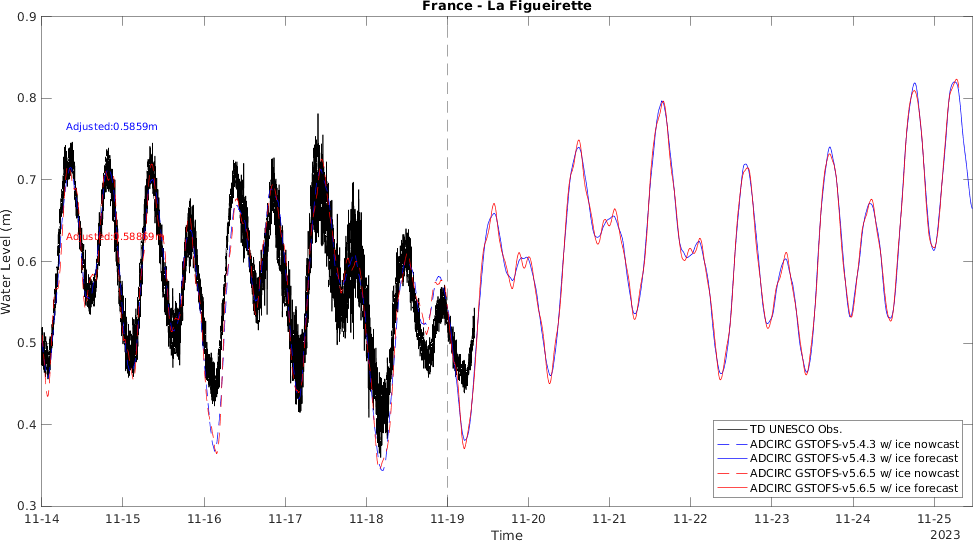 France - La Figueirette
0.9
0.8
0.7
0.6
0.5
0.4
0.3
Water Level (m)
Adjusted:0.5859m
Adjusted:0.58869m
TD UNESCO Obs.
ADCIRC GSTOFS-v5.4.3 w/ ice nowcast
ADCIRC GSTOFS-v5.4.3 w/ ice forecast
ADCIRC GSTOFS-v5.6.5 w/ ice nowcast
ADCIRC GSTOFS-v5.6.5 w/ ice forecast
11-14 11-15 11-16 11-17 11-18 11-19 11-20 11-21 11-22 11-23 11-24 11-25
Time
2023